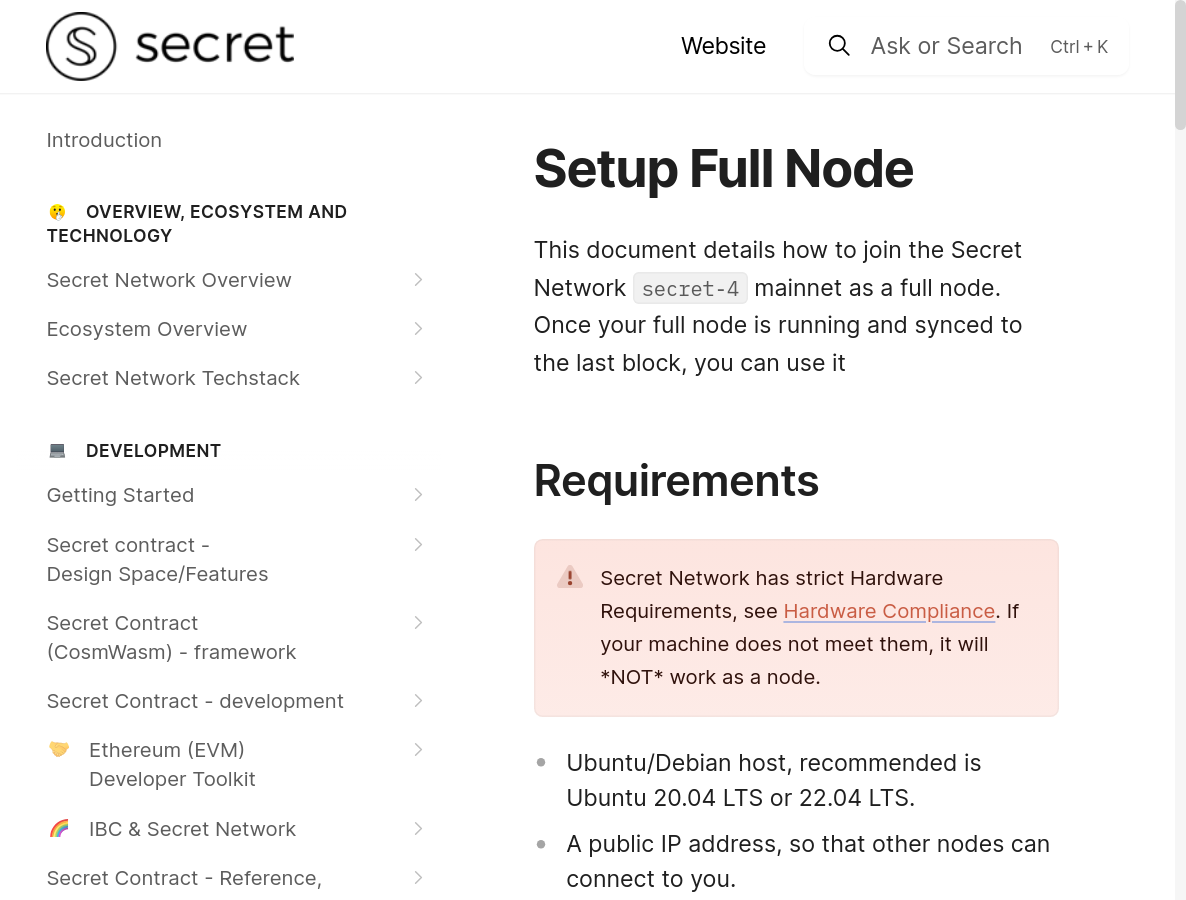 secret
Website
Ask or Search
Ctrl + K
Introduction
OVERVIEW, ECOSYSTEM AND
TECHNOLOGY
Secret Network Overview
Ecosystem Overview
Secret Network Techstack
DEVELOPMENT
Getting Started
Secret contract -
Design Space/Features
Secret Contract
(CosmWasm) - framework
Secret Contract - development
Ethereum (EVM)
Developer Toolkit
IBC & Secret Network
Secret Contract - Reference,
Setup Full Node
This document details how to join the Secret
Network secret-4 mainnet as a full node.
Once your full node is running and synced to
the last block, you can use it
Requirements
Secret Network has strict Hardware
Requirements, see Hardware Compliance. If
your machine does not meet them, it will
*NOT* work as a node.
Ubuntu/Debian host, recommended is
Ubuntu 20.04 LTS or 22.04 LTS.
A public IP address, so that other nodes can
connect to you.